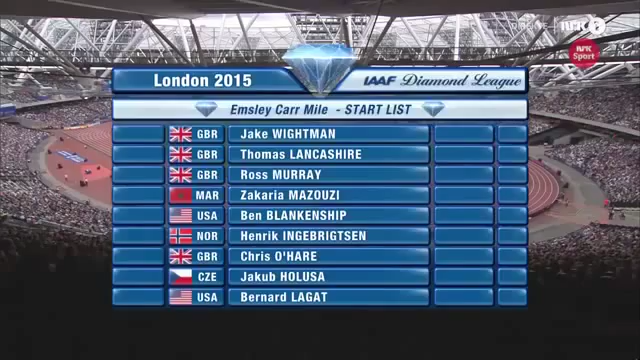 NRK 1
NRK
Sport
London 2015 IAAF Diamond League
Emsley Carr Mile - START LIST
GBR Jake WIGHTMAN
GBR Thomas LANCASHIRE
GBR Ross MURRAY
MAR Zakaria MAZOUZI
USA Ben BLANKENSHIP
NOR Henrik INGEBRIGTSEN
GBR Chris O'HARE
CZE Jakub HOLUSA
USA Bernard LAGAT